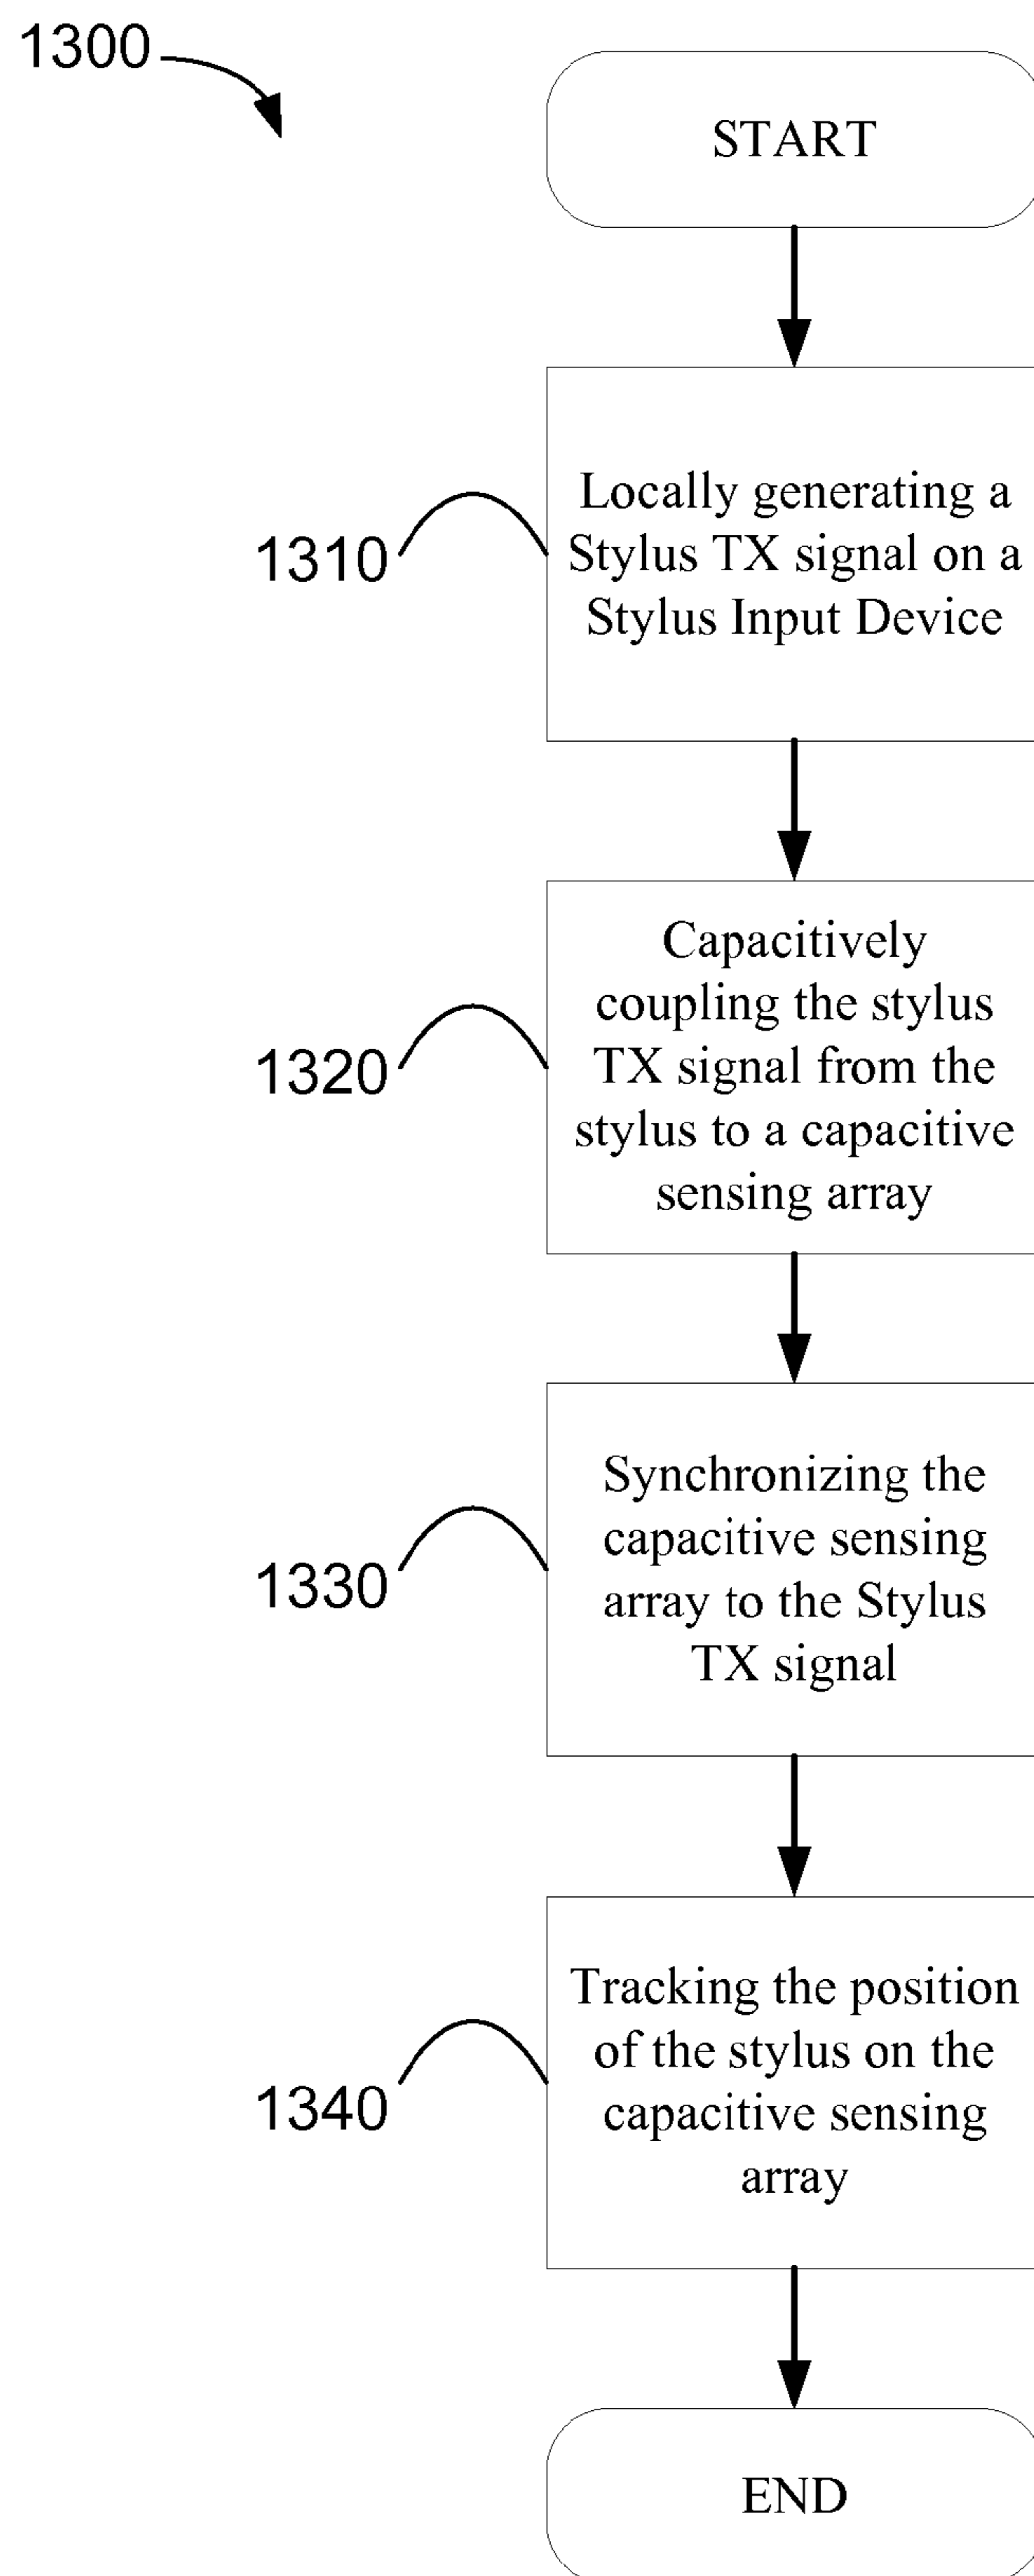 1300
START
1310
Locally generating a
Stylus TX signal on a
Stylus Input Device
1320
Capacitively
coupling the stylus
TX signal from the
stylus to a capacitive
sensing array
1330
Synchronizing the
capacitive sensing
array to the Stylus
TX signal
1340
Tracking the position
of the stylus on the
capacitive sensing
array
END